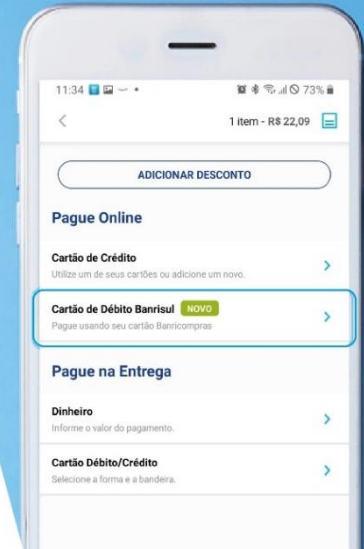 11:34 73%
1 item - R$ 22,09
ADICIONAR DESCONTO
Pague Online
Cartão de Crédito
Utilize um de seus cartões ou adicione um novo.
Cartão de Débito Banrisul NOVO
Pague usando seu cartão Banricompras
Pague na Entrega
Dinheiro
Informe o valor do pagamento.
Cartão Débito/Crédito
Selecione a forma e a bandeira.